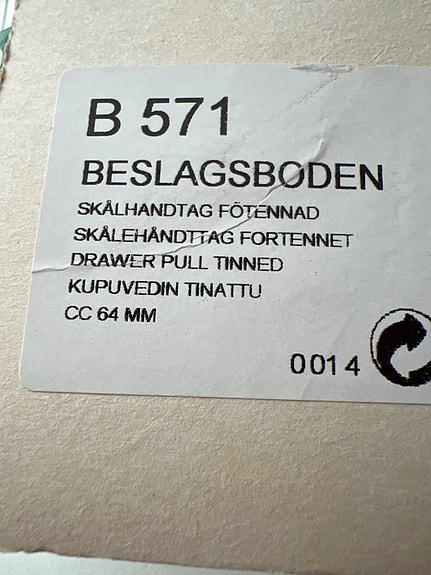 B 571
BESLAGSBODEN
SKÅLHANDTAG FÖTENNAD
SKÅLEHÅNDTTAG FORTENNET
DRAWER PULL TINNED
KUPUVEDIN TINATTU
CC 64 MM
0014